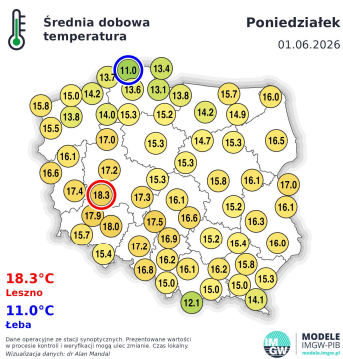 Średnia dobowa
temperatura
Poniedziałek
01.06.2026
11.0 13.4
13.7
15.0 14.2 13.6 13.1 13.8 15.7 16.0
15.8
13.8 14.0 15.3 15.2 14.2 14.9
15.5
17.0 15.3 14.7 15.3 16.5
16.1
16.6 17.2 15.3
17.4 18.3 17.3 16.1 15.8 16.1 17.0
17.9 18.0 17.5 16.6 15.2 16.3
15.7 16.9 15.2 15.4 16.0
15.4 17.2
16.8 16.2 16.1 16.2 15.8
15.0 15.0 15.0 15.3
12.1 14.1
18.3°C
Leszno
11.0°C
Łeba
Dane operacyjne ze stacji synoptycznych. Prezentowane wartości
w procesie kontroli i weryfikacji mogą ulec zmianie. Czas lokalny.
Wizualizacja danych: dr Alan Mandal
IM
GW
MODELE
IMGW-PIB
modele.imgw.pl